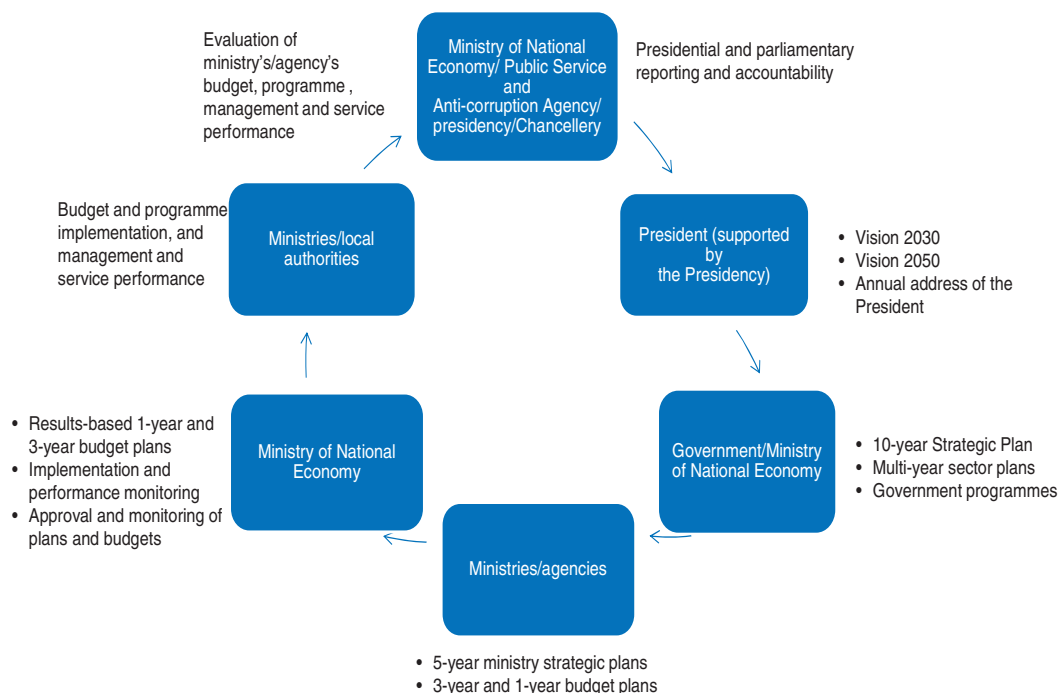 Evaluation of
ministry's/agency's
budget, programme ,
management and service
performance
Ministry of National
Economy/ Public Service
and
Anti-corruption Agency/
presidency/Chancellery
Presidential and parliamentary
reporting and accountability
Budget and programme
implementation, and
management and
service performance
Ministries/local
authorities
President (supported
by
the Presidency)
• Vision 2030
• Vision 2050
• Annual address of the
President
• Results-based 1-year and
3-year budget plans
• Implementation and
performance monitoring
• Approval and monitoring of
plans and budgets
Ministry of National
Economy
Government/Ministry
of National Economy
• 10-year Strategic Plan
• Multi-year sector plans
• Government programmes
Ministries/agencies
• 5-year ministry strategic plans
• 3-year and 1-year budget plans